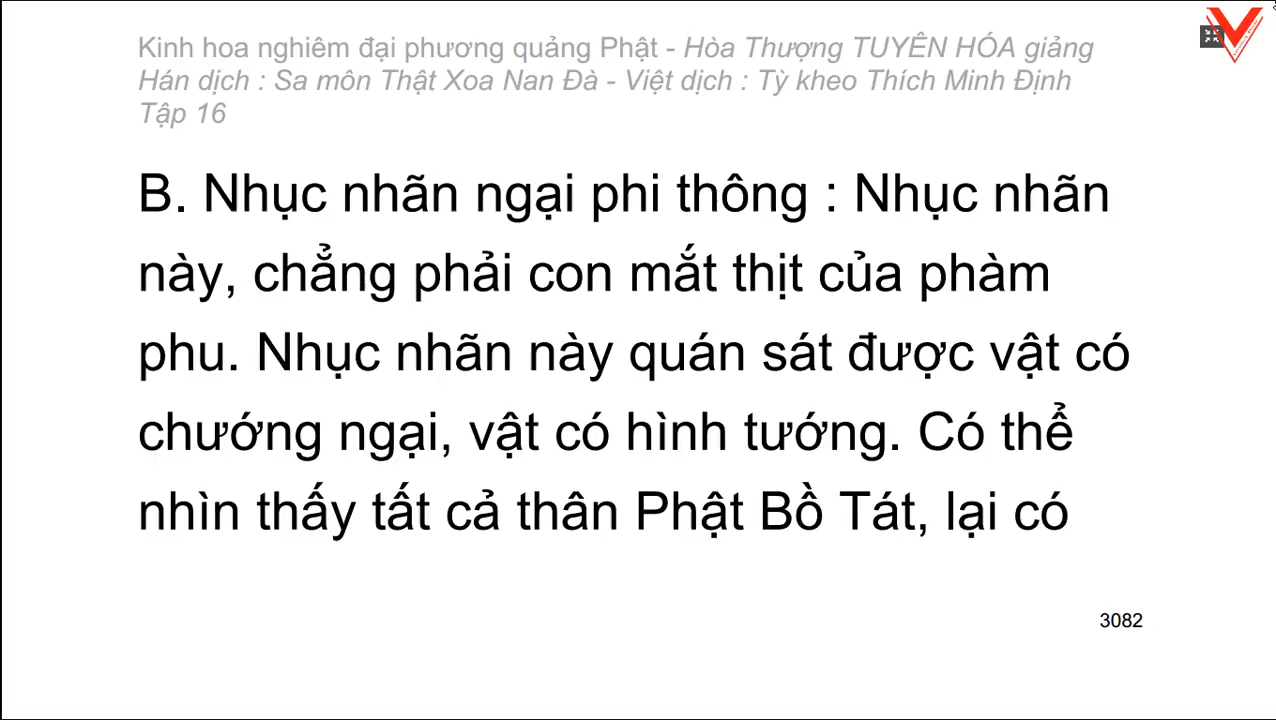 Kinh hoa nghiêm đại phương quảng Phật - Hòa Thượng TUYÊN HÓA giảng
Hán dịch : Sa môn Thật Xoa Nan Đà - Việt dịch : Tỳ kheo Thích Minh Định
Tập 16
B. Nhục nhãn ngại phi thông : Nhục nhãn
này, chẳng phải con mắt thịt của phàm
phu. Nhục nhãn này quán sát được vật có
chướng ngại, vật có hình tướng. Có thể
nhìn thấy tất cả thân Phật Bồ Tát, lại có
3082